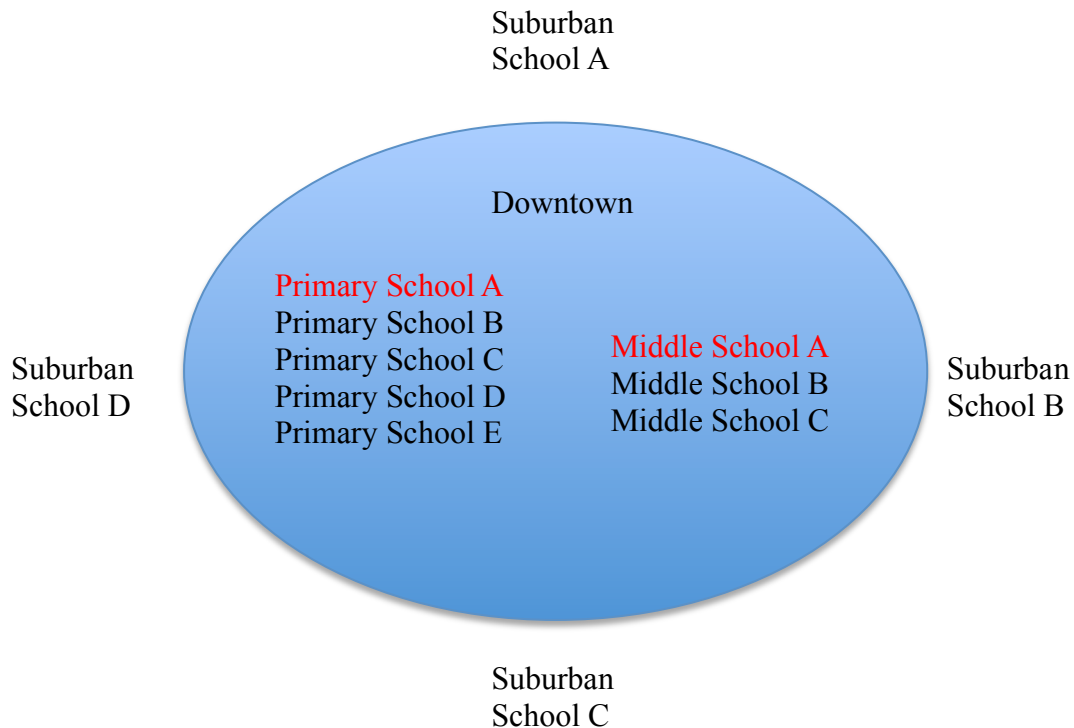 Suburban
School A
Downtown
Primary School A
Primary School B
Primary School C
Primary School D
Primary School E
Middle School A
Middle School B
Middle School C
Suburban
School D
Suburban
School B
Suburban
School C